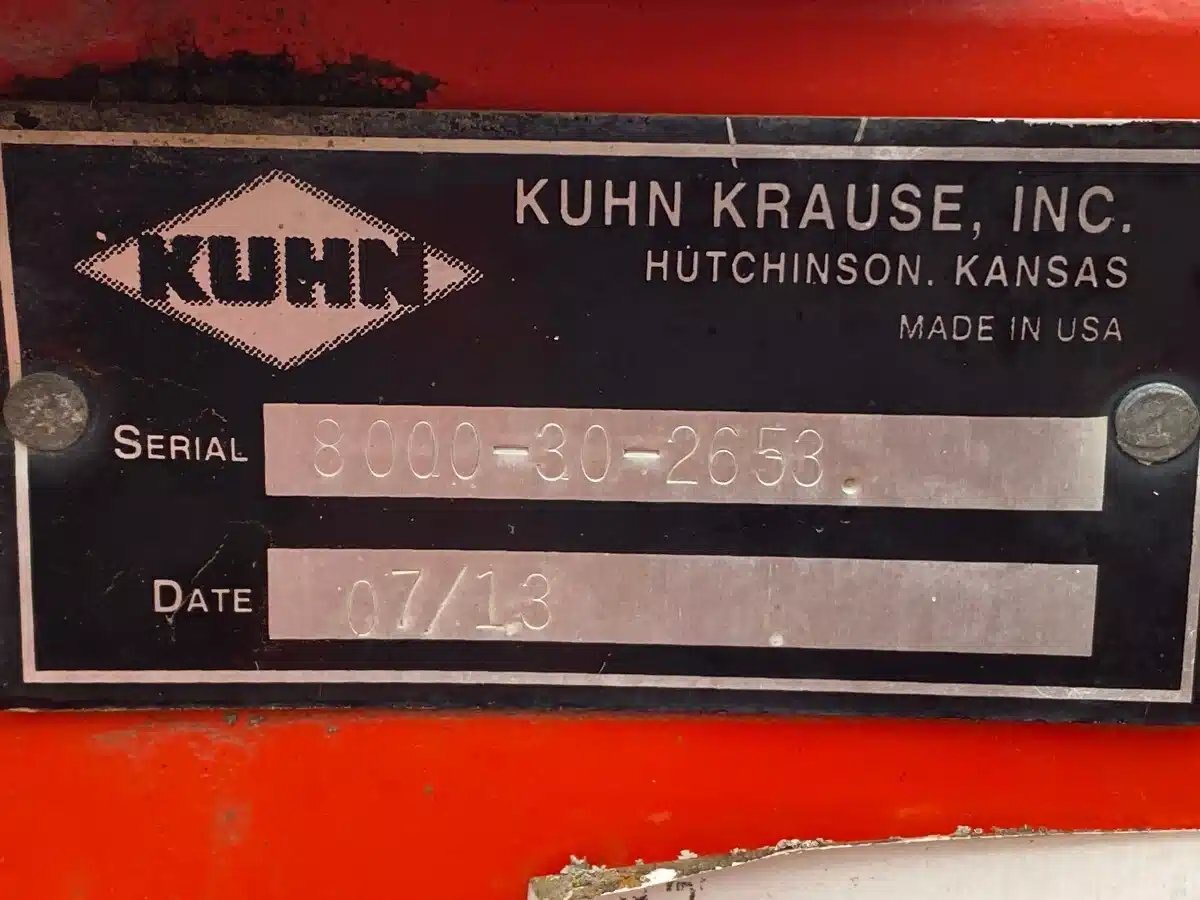 KUHN
KUHN KRAUSE, INC.
HUTCHINSON. KANSAS
MADE IN USA
SERIAL 8000-30-2653
DATE 07/13